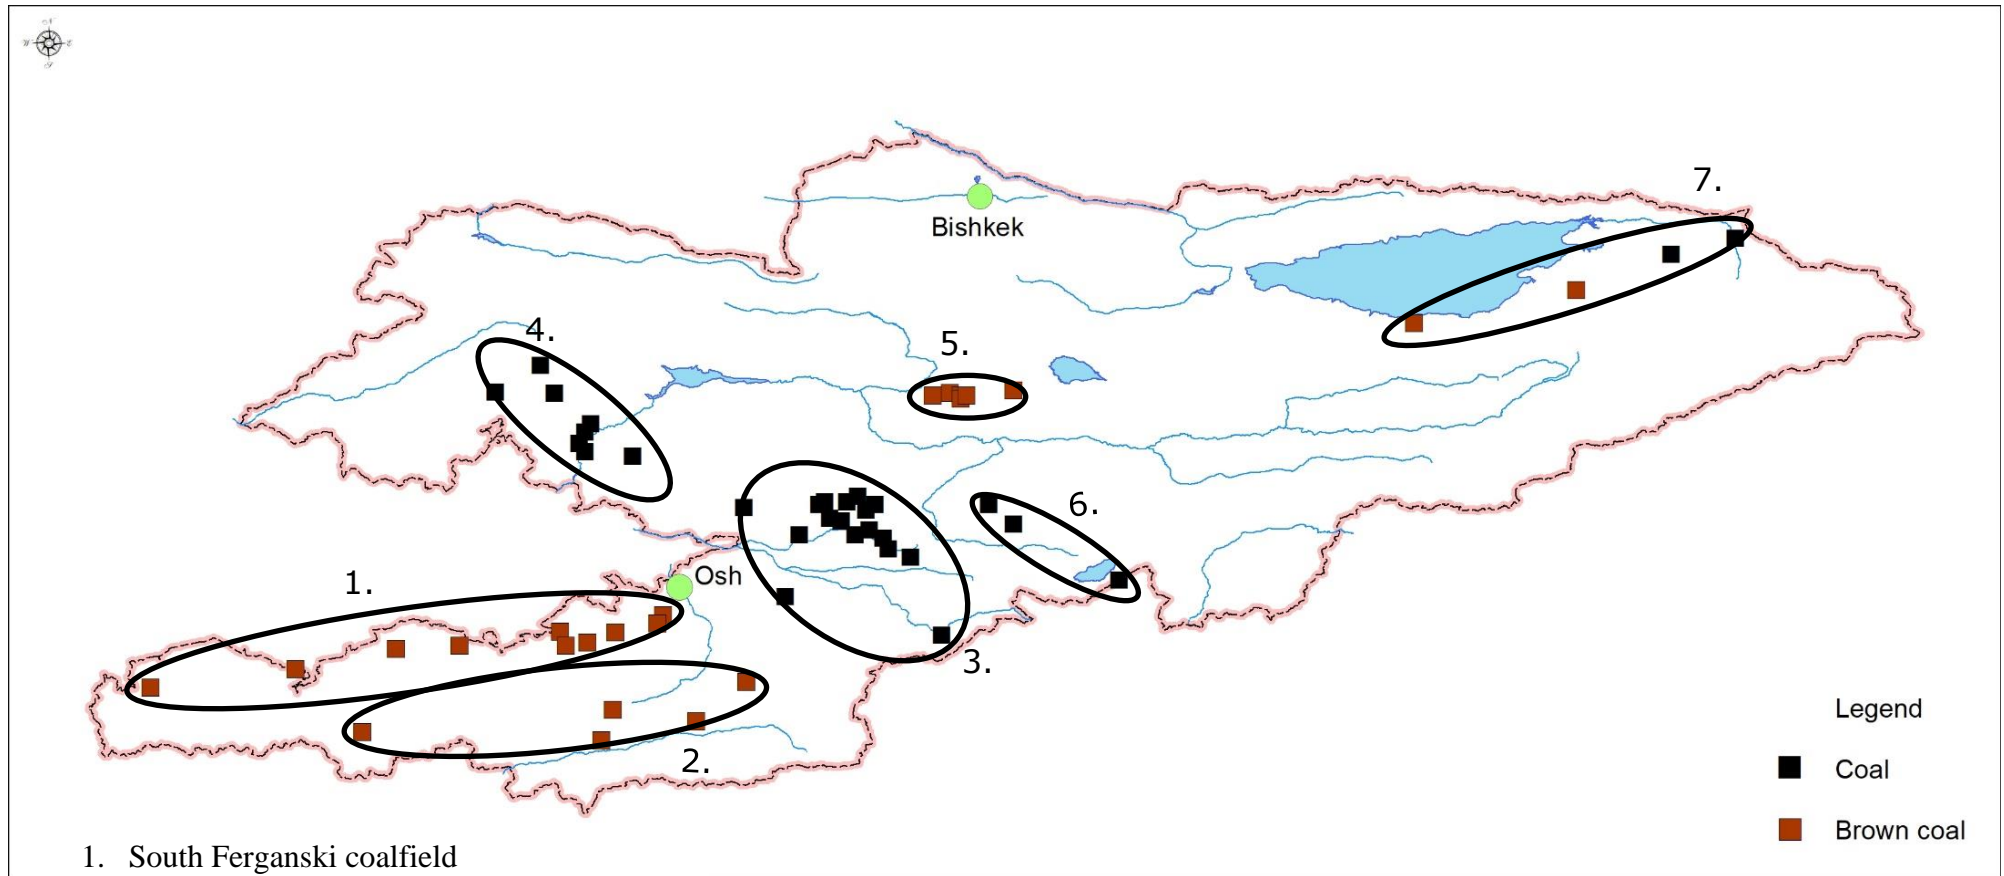 N
W
E
S
7.
Bishkek
4.
5.
6.
Osh
1.
3.
2.
Legend
Coal
Brown coal
1. South Ferganski coalfield